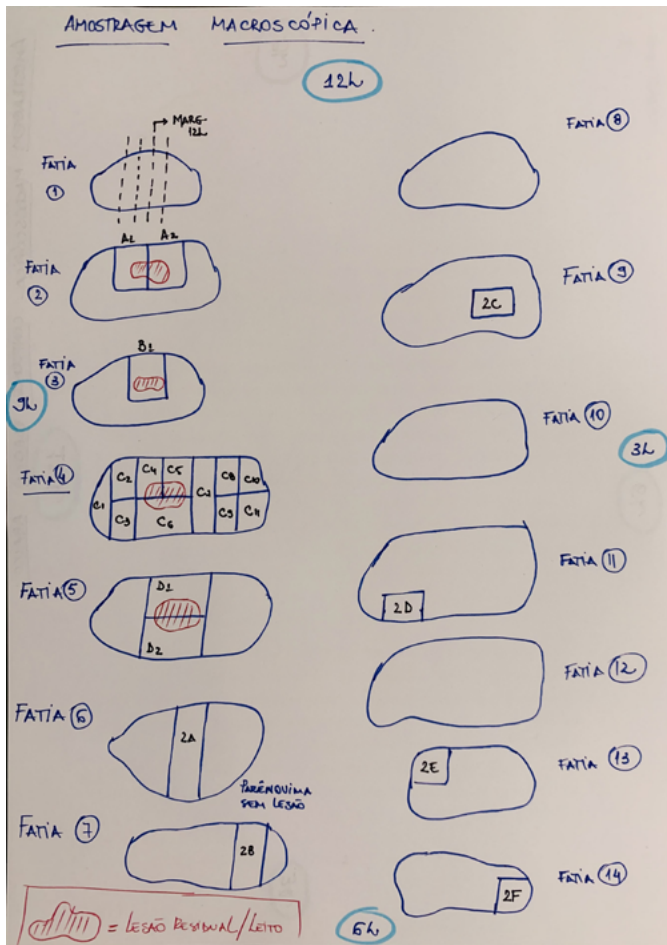 AMOSTRAGEM MACROSCÓPICA.
12h
MARG-
12h
FATIA
1
A1 A2
FATIA
2
B1
FATIA
3
9h
FATIA 4
C1 C2 C3 C4 C5 C6 C7 C8 C9 C10 C11
FATIA 5
D1
D2
FATIA 6
2A
PARÊNQUIMA
SEM LESÃO
FATIA 7
2B
= LESÃO RESIDUAL/LEITO
FATIA 8
FATIA 9
2C
FATIA 10
3h
FATIA 11
2D
FATIA 12
FATIA 13
2E
FATIA 14
2F
6h